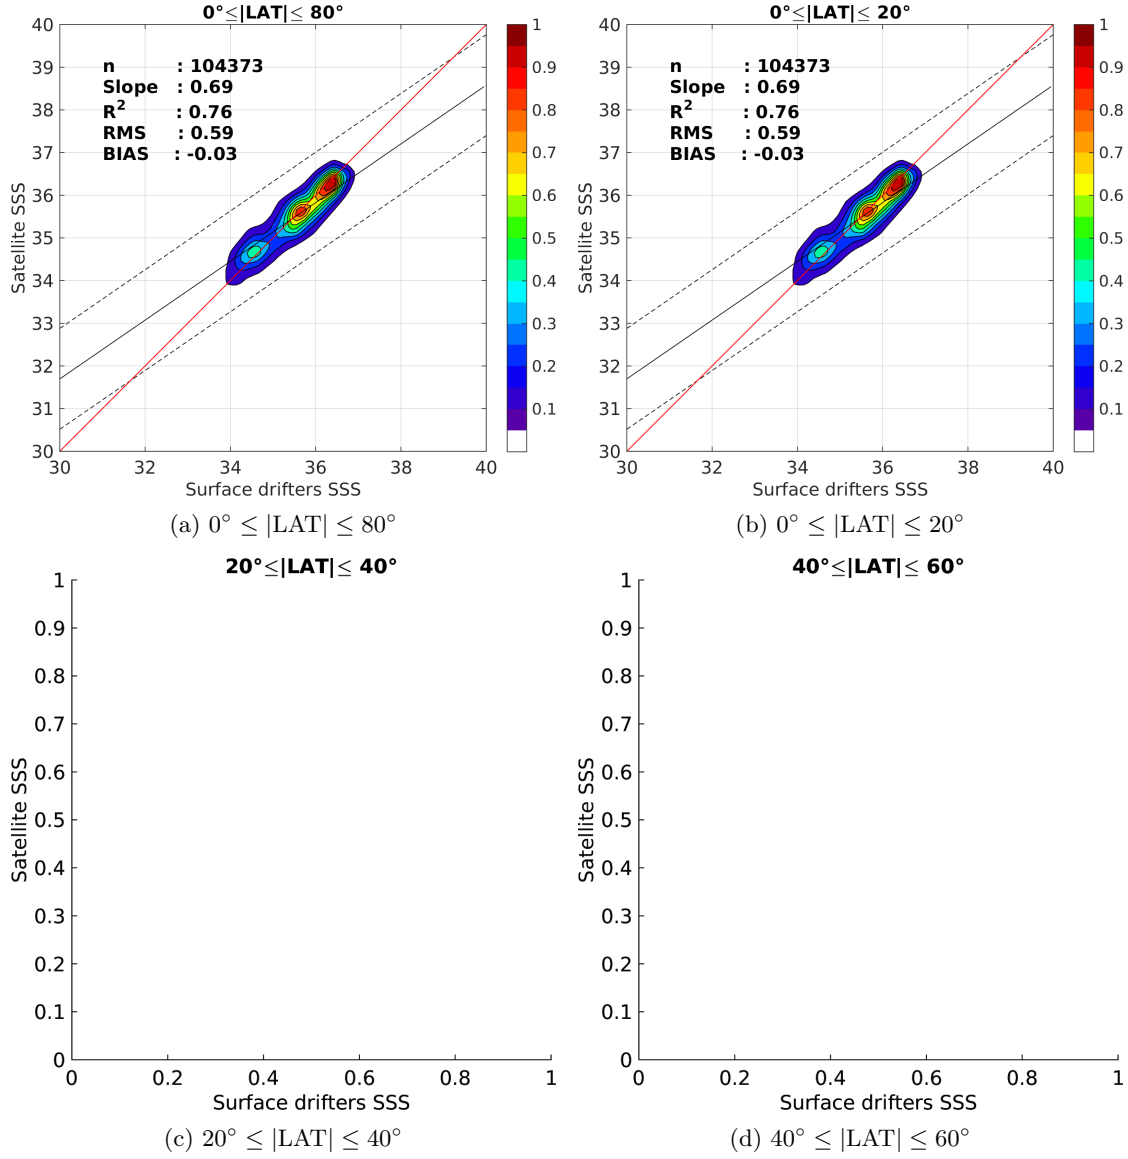 0°≤|LAT|≤ 80°
n : 104373
Slope : 0.69
R² : 0.76
RMS : 0.59
BIAS : -0.03
Satellite SSS
40
39
38
37
36
35
34
33
32
31
30
30 32 34 36 38 40
Surface drifters SSS
1
0.9
0.8
0.7
0.6
0.5
0.4
0.3
0.2
0.1
(a) 0° ≤ |LAT| ≤ 80°
0°≤|LAT|≤ 20°
n : 104373
Slope : 0.69
R² : 0.76
RMS : 0.59
BIAS : -0.03
Satellite SSS
40
39
38
37
36
35
34
33
32
31
30
30 32 34 36 38 40
Surface drifters SSS
1
0.9
0.8
0.7
0.6
0.5
0.4
0.3
0.2
0.1
(b) 0° ≤ |LAT| ≤ 20°
20°≤|LAT|≤ 40°
Satellite SSS
1
0.9
0.8
0.7
0.6
0.5
0.4
0.3
0.2
0.1
0
0 0.2 0.4 0.6 0.8 1
Surface drifters SSS
(c) 20° ≤ |LAT| ≤ 40°
40°≤|LAT|≤ 60°
Satellite SSS
1
0.9
0.8
0.7
0.6
0.5
0.4
0.3
0.2
0.1
0
0 0.2 0.4 0.6 0.8 1
Surface drifters SSS
(d) 40° ≤ |LAT| ≤ 60°